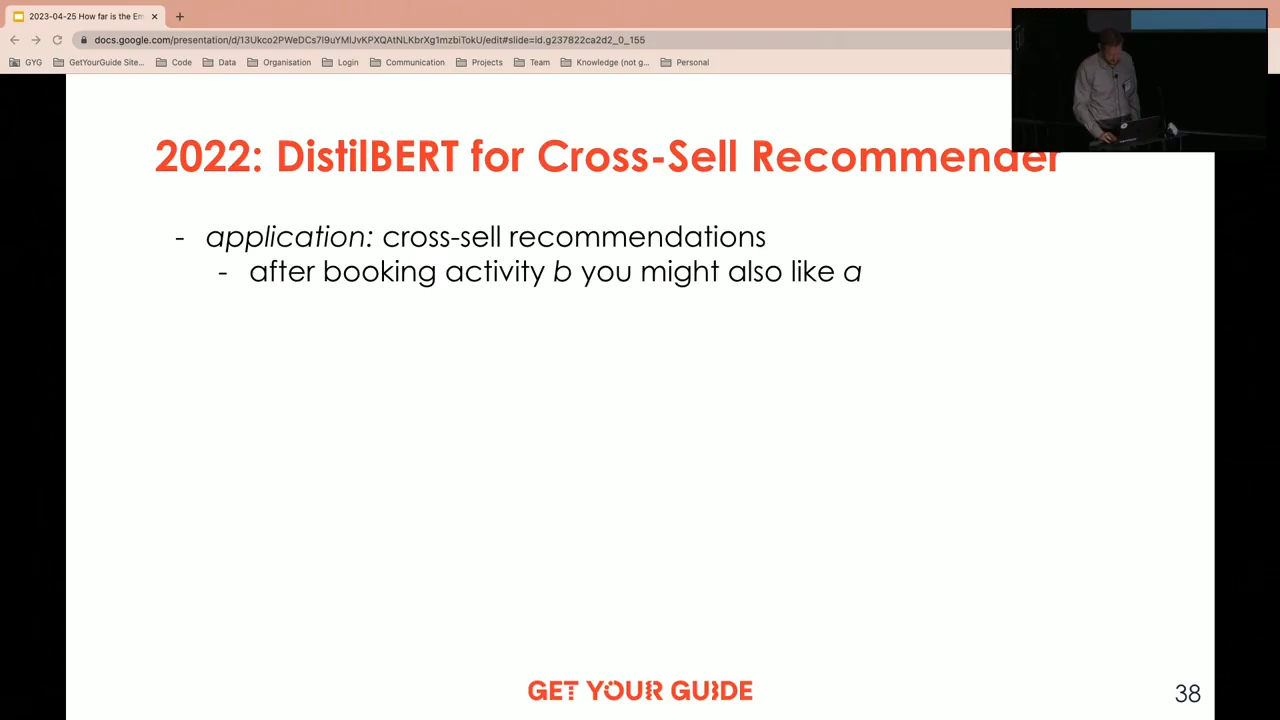 2023-04-25 How far is the Em
docs.google.com/presentation/d/13Ukco2PWeDCs7I9uYMlJvKPXQAtNLKbrXg1mzbiTokU/edit#slide=id.g237822ca2d2_0_155
GYG GetYourGuide Site... Code Data Organisation Login Communication Projects Team Knowledge (not g... Personal
2022: DistilBERT for Cross-Sell Recommender
- application: cross-sell recommendations
- after booking activity b you might also like a
GET YOUR GUIDE
38